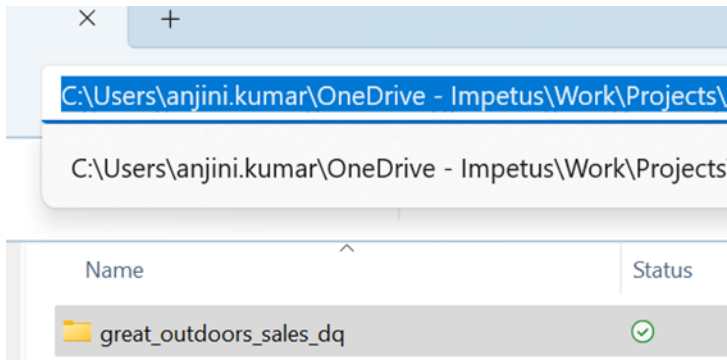 C:\Users\anjini.kumar\OneDrive - Impetus\Work\Projects\
C:\Users\anjini.kumar\OneDrive - Impetus\Work\Projects
Name Status
great_outdoors_sales_dq